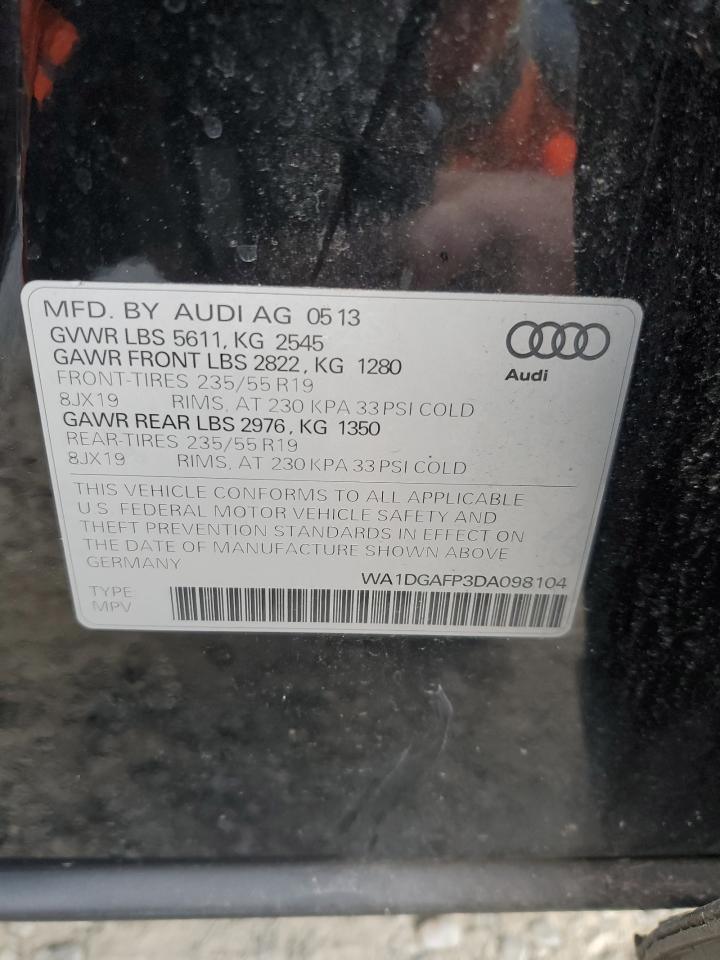 MFD. BY AUDI AG 05 13
GVWR LBS 5611, KG 2545
GAWR FRONT LBS 2822, KG 1280
FRONT-TIRES 235/55 R19
8JX19 RIMS, AT 230 KPA 33 PSI COLD
GAWR REAR LBS 2976, KG 1350
REAR-TIRES 235/55 R19
8JX19 RIMS, AT 230 KPA 33 PSI COLD
Audi
THIS VEHICLE CONFORMS TO ALL APPLICABLE
U.S. FEDERAL MOTOR VEHICLE SAFETY AND
THEFT PREVENTION STANDARDS IN EFFECT ON
THE DATE OF MANUFACTURE SHOWN ABOVE
GERMANY
WA1DGAFP3DA098104
TYPE
MPV